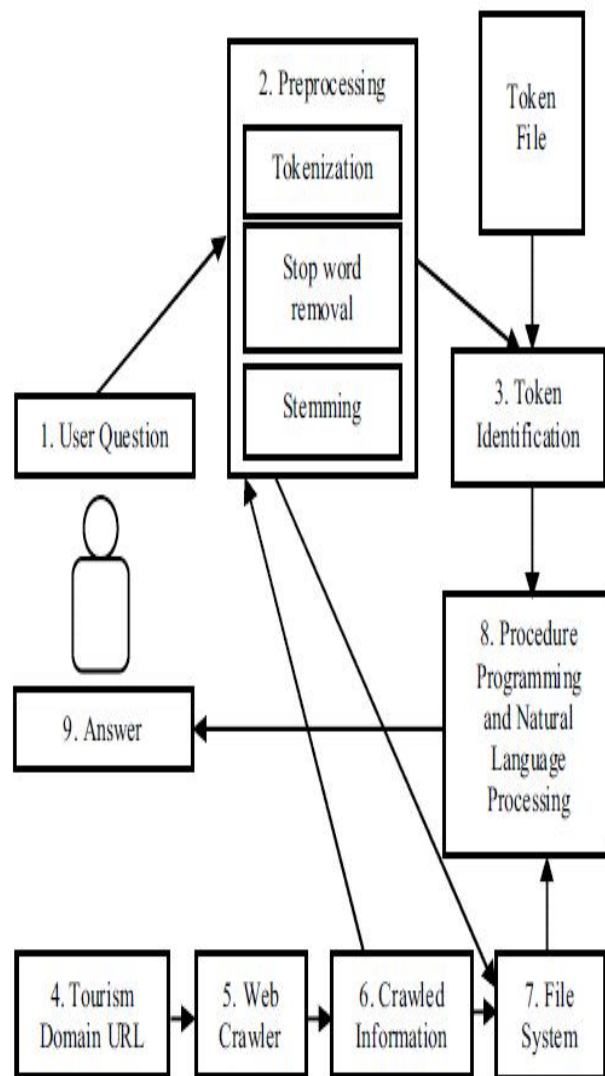 2. Preprocessing
Tokenization
Stop word
removal
Stemming
Token
File
1. User Question
3. Token
Identification
8. Procedure
Programming
and Natural
Language
Processing
9. Answer
4. Tourism
Domain URL
5. Web
Crawler
6. Crawled
Information
7. File
System